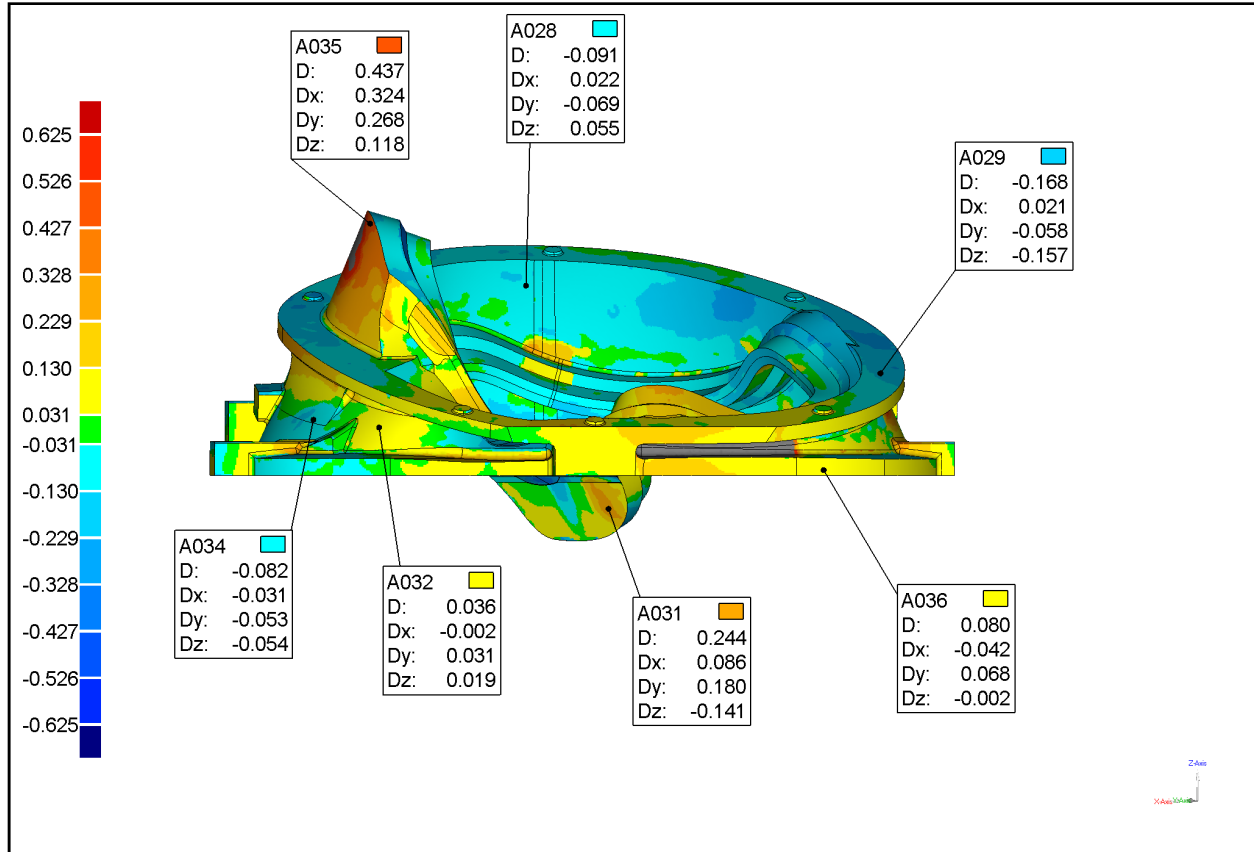 A035
D: 0.437
Dx: 0.324
Dy: 0.268
Dz: 0.118
A028
D: -0.091
Dx: 0.022
Dy: -0.069
Dz: 0.055
A029
D: -0.168
Dx: 0.021
Dy: -0.058
Dz: -0.157
0.625
0.526
0.427
0.328
0.229
0.130
0.031
-0.031
-0.130
-0.229
-0.328
-0.427
-0.526
-0.625
A034
D: -0.082
Dx: -0.031
Dy: -0.053
Dz: -0.054
A032
D: 0.036
Dx: -0.002
Dy: 0.031
Dz: 0.019
A031
D: 0.244
Dx: 0.086
Dy: 0.180
Dz: -0.141
A036
D: 0.080
Dx: -0.042
Dy: 0.068
Dz: -0.002
Z-Axis
X-Axis